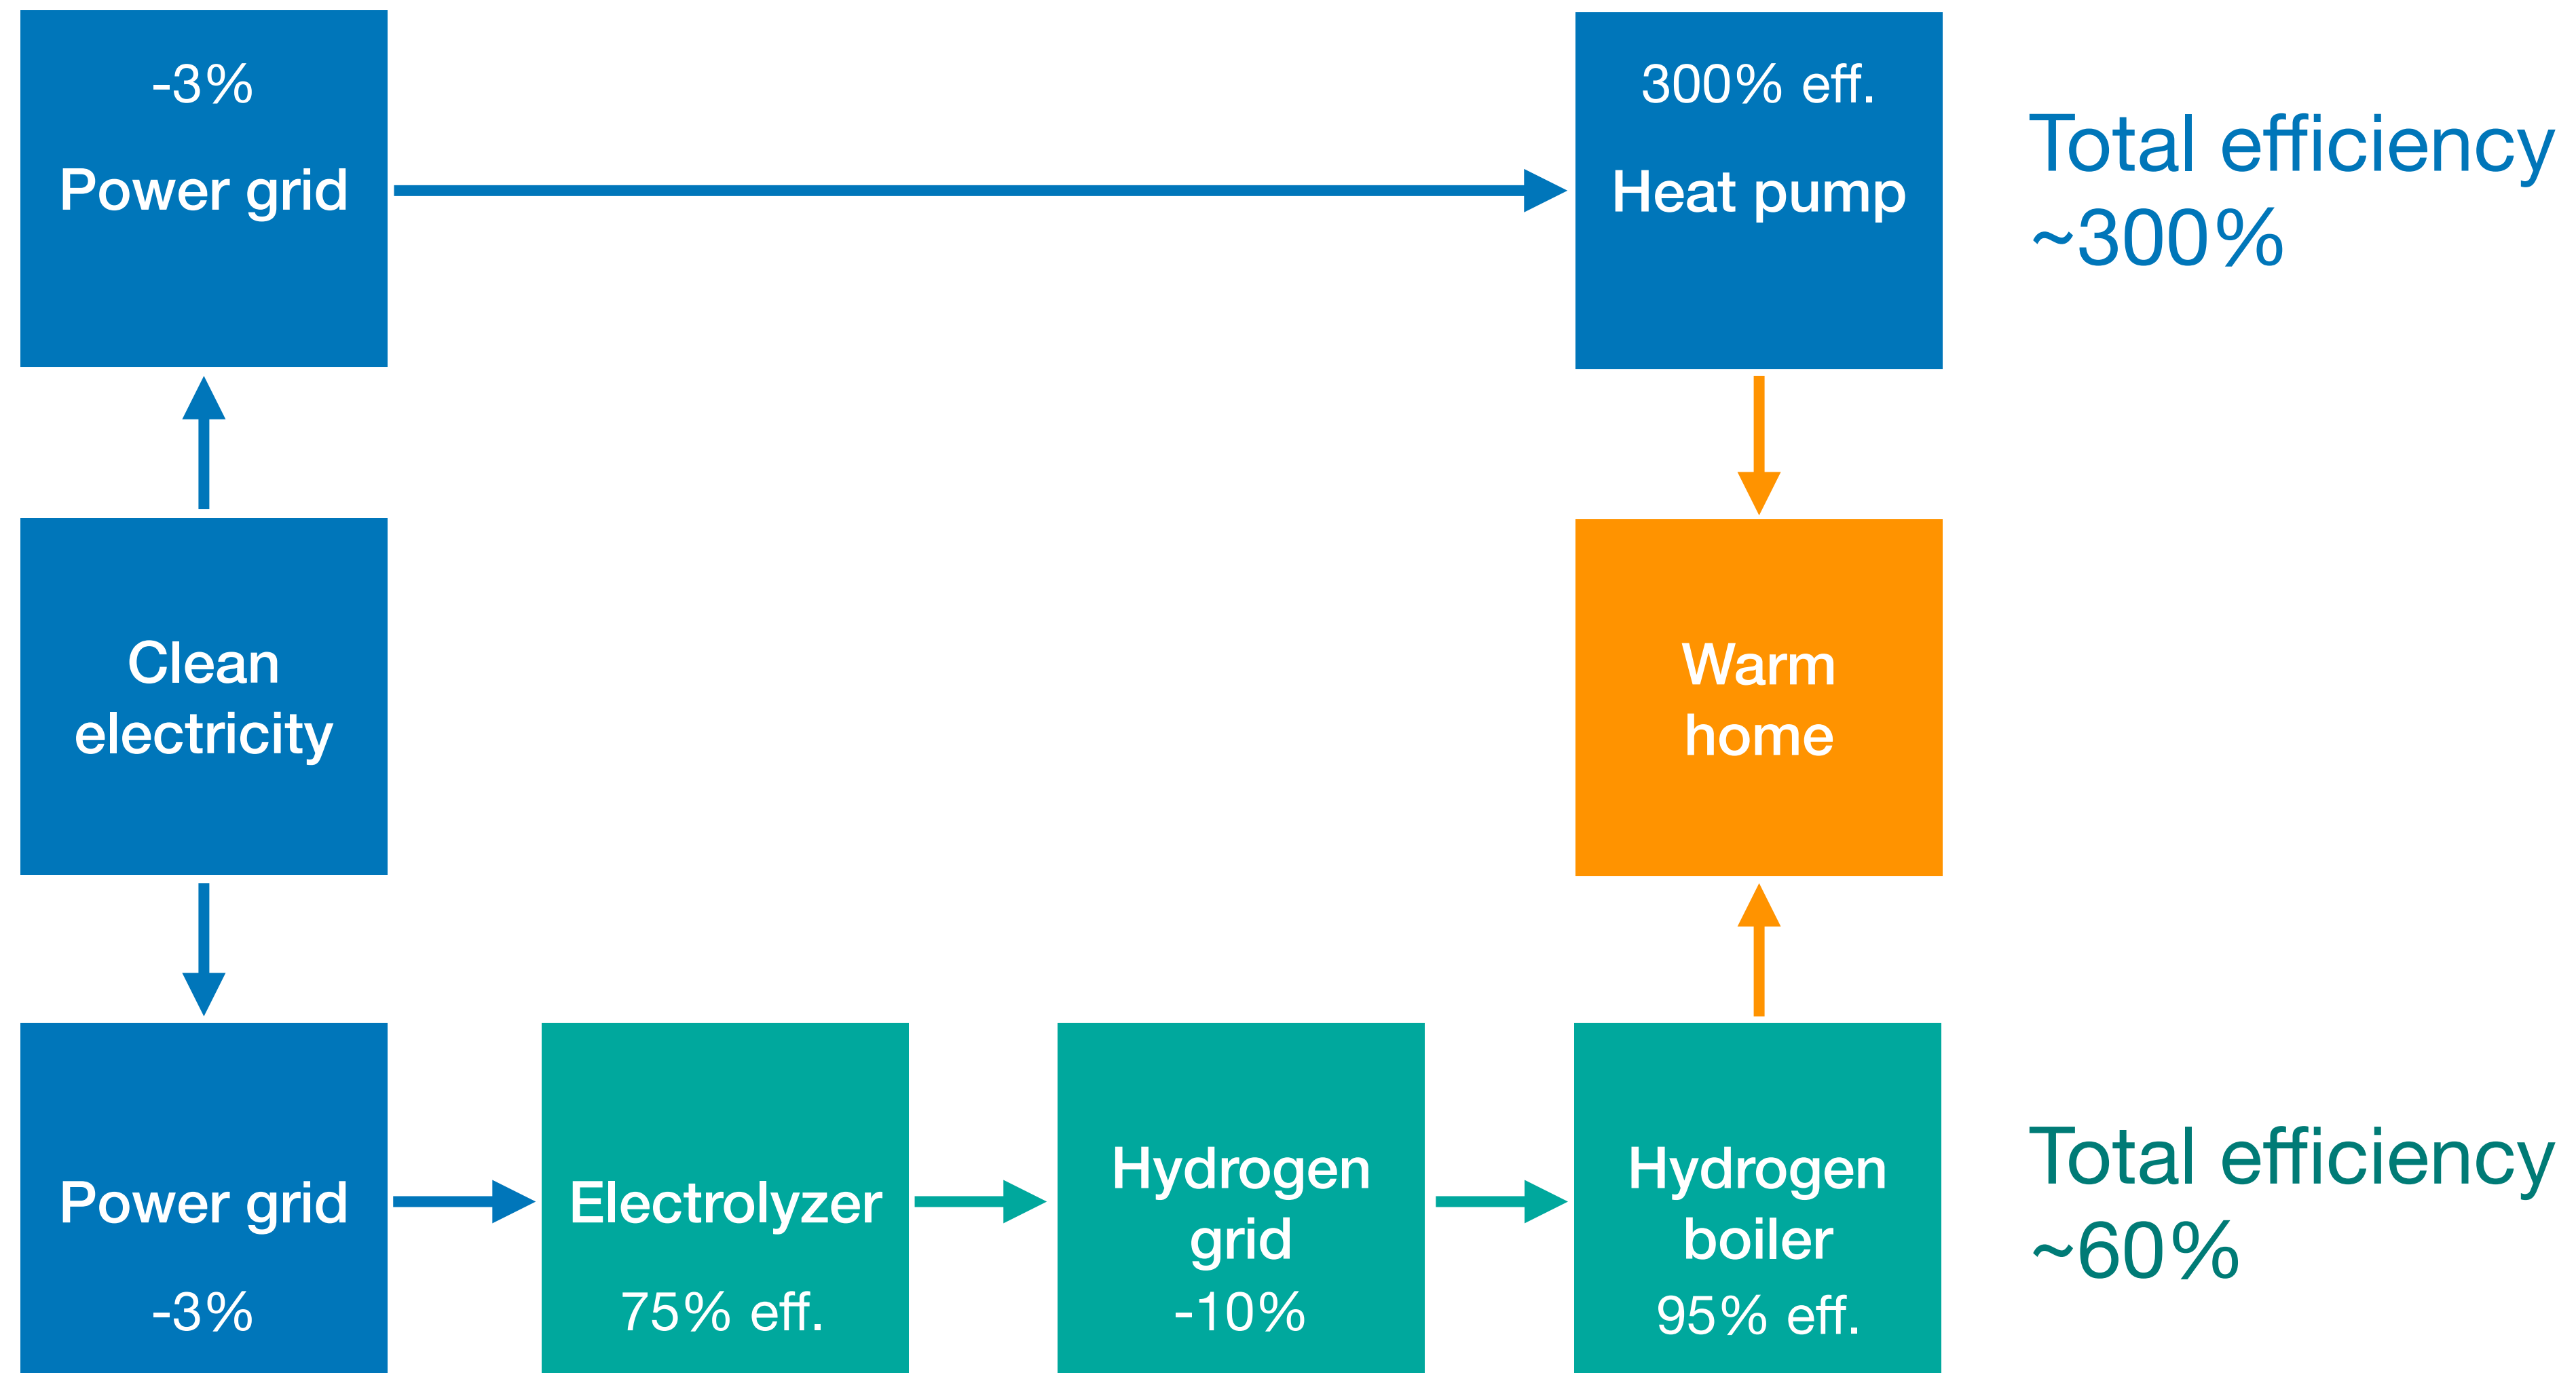 -3%
Power grid
300% eff.
Heat pump
Total efficiency
~300%
Clean
electricity
Warm
home
Power grid
-3%
Electrolyzer
75% eff.
Hydrogen
grid
-10%
Hydrogen
boiler
95% eff.
Total efficiency
~60%